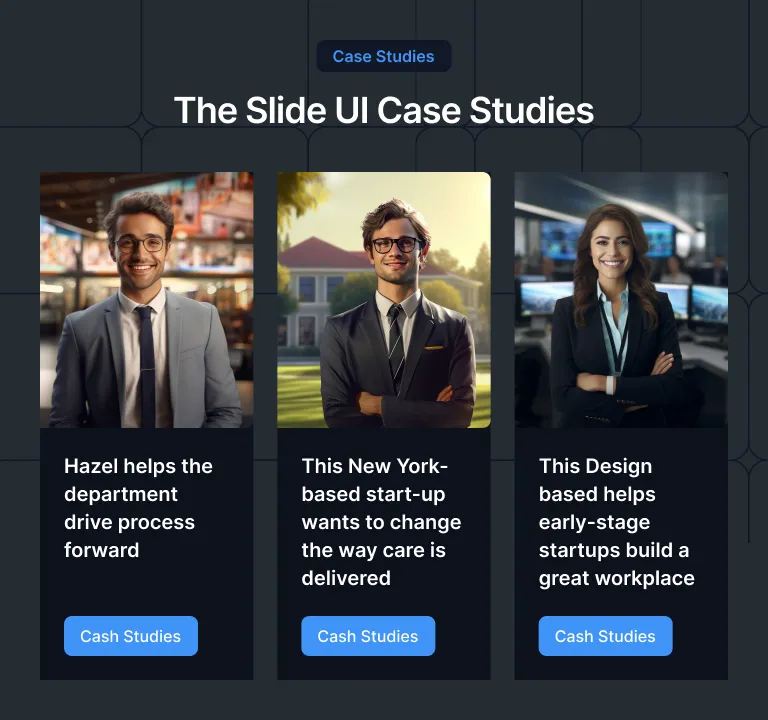 Case Studies
The Slide UI Case Studies
Hazel helps the
department
drive process
forward
Cash Studies
This New York-
based start-up
wants to change
the way care is
delivered
Cash Studies
This Design
based helps
early-stage
startups build a
great workplace
Cash Studies